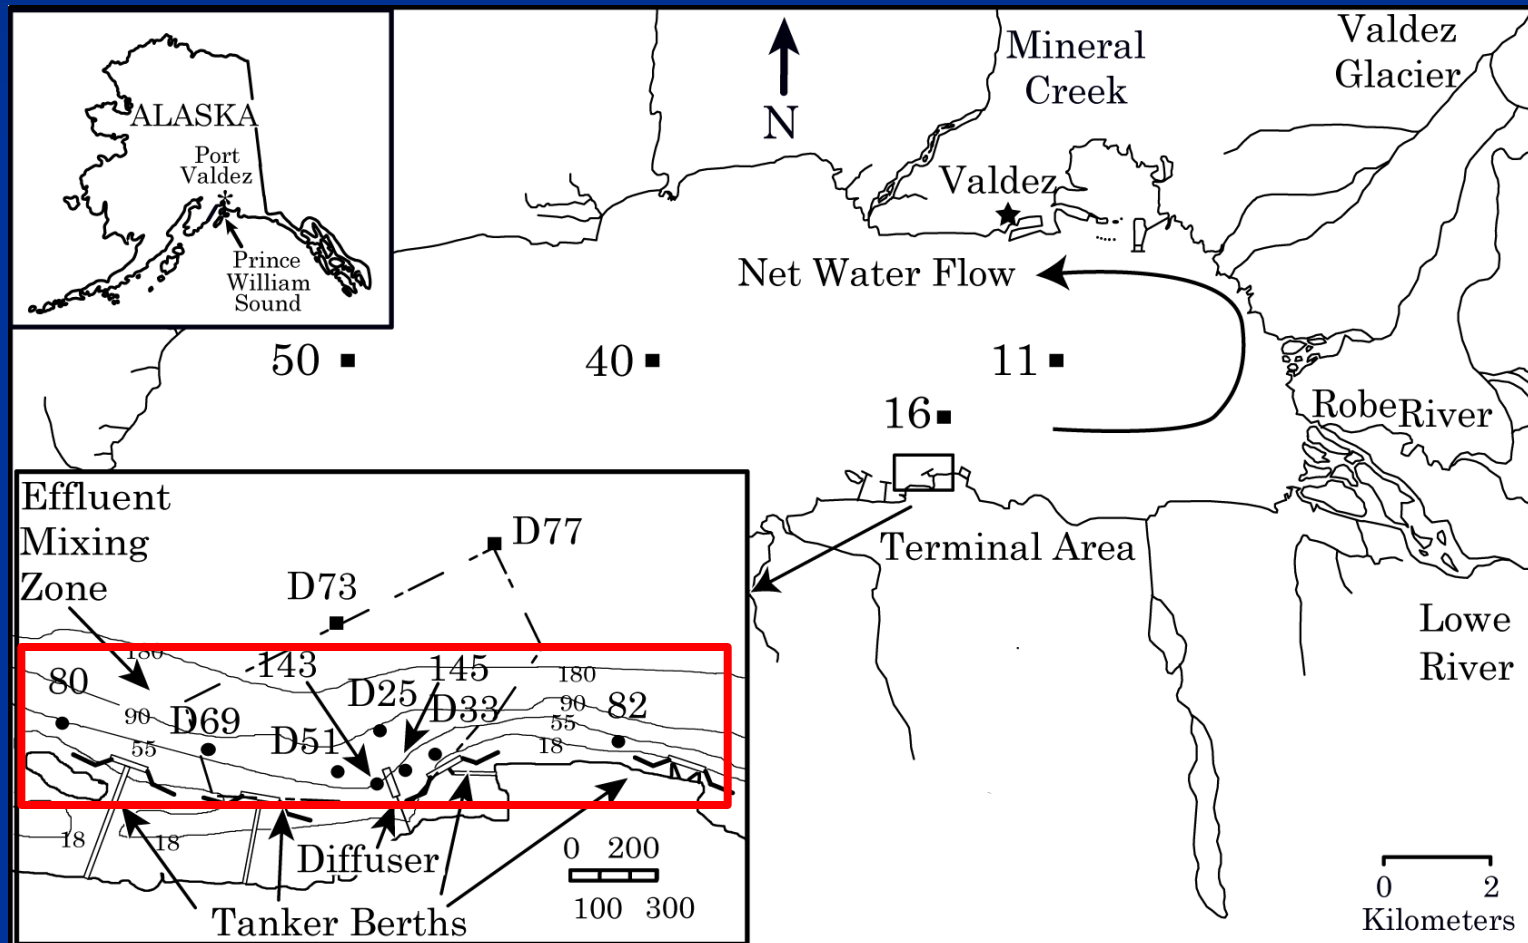 ALASKA
Port
Valdez
*
Prince
William
Sound
N
Mineral
Creek
Valdez
Glacier
Valdez
Net Water Flow
50
40
11
16
Robe River
Lowe
River
Terminal Area
Effluent
Mixing
Zone
D77
D73
180
143
145
180
80
D25
D33
90
82
90
D69
55
D51
55
18
18
18
Diffuser
Tanker Berths
0 200
100 300
0 2
Kilometers